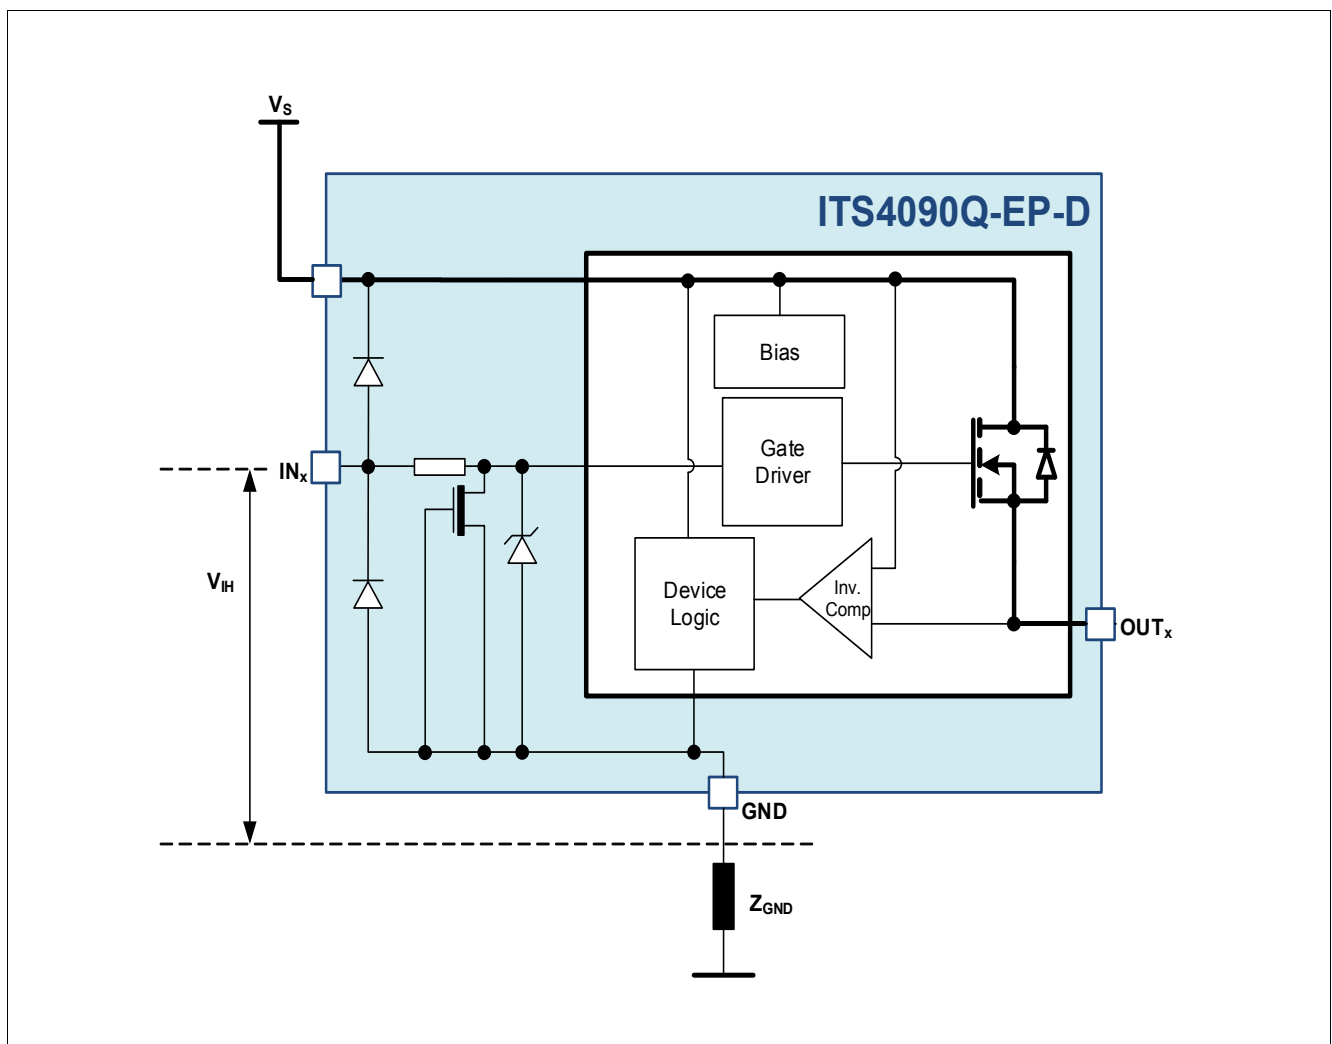 VS
ITS4090Q-EP-D
Bias
Gate
Driver
INx
VIH
Device
Logic
Inv.
Comp
OUTx
GND
ZGND